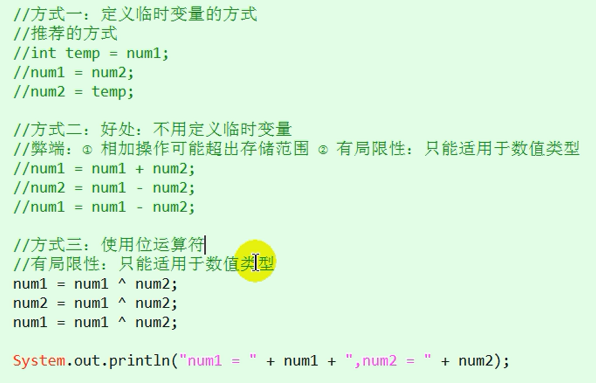 //方式一：定义临时变量的方式
//推荐的方式
//int temp = num1;
//num1 = num2;
//num2 = temp;
//方式二：好处：不用定义临时变量
//弊端：① 相加操作可能超出存储范围 ② 有局限性：只能适用于数值类型
//num1 = num1 + num2;
//num2 = num1 - num2;
//num1 = num1 - num2;
//方式三：使用位运算符
//有局限性：只能适用于数值类型
num1 = num1 ^ num2;
num2 = num1 ^ num2;
num1 = num1 ^ num2;
System.out.println("num1 = " + num1 + ",num2 = " + num2);